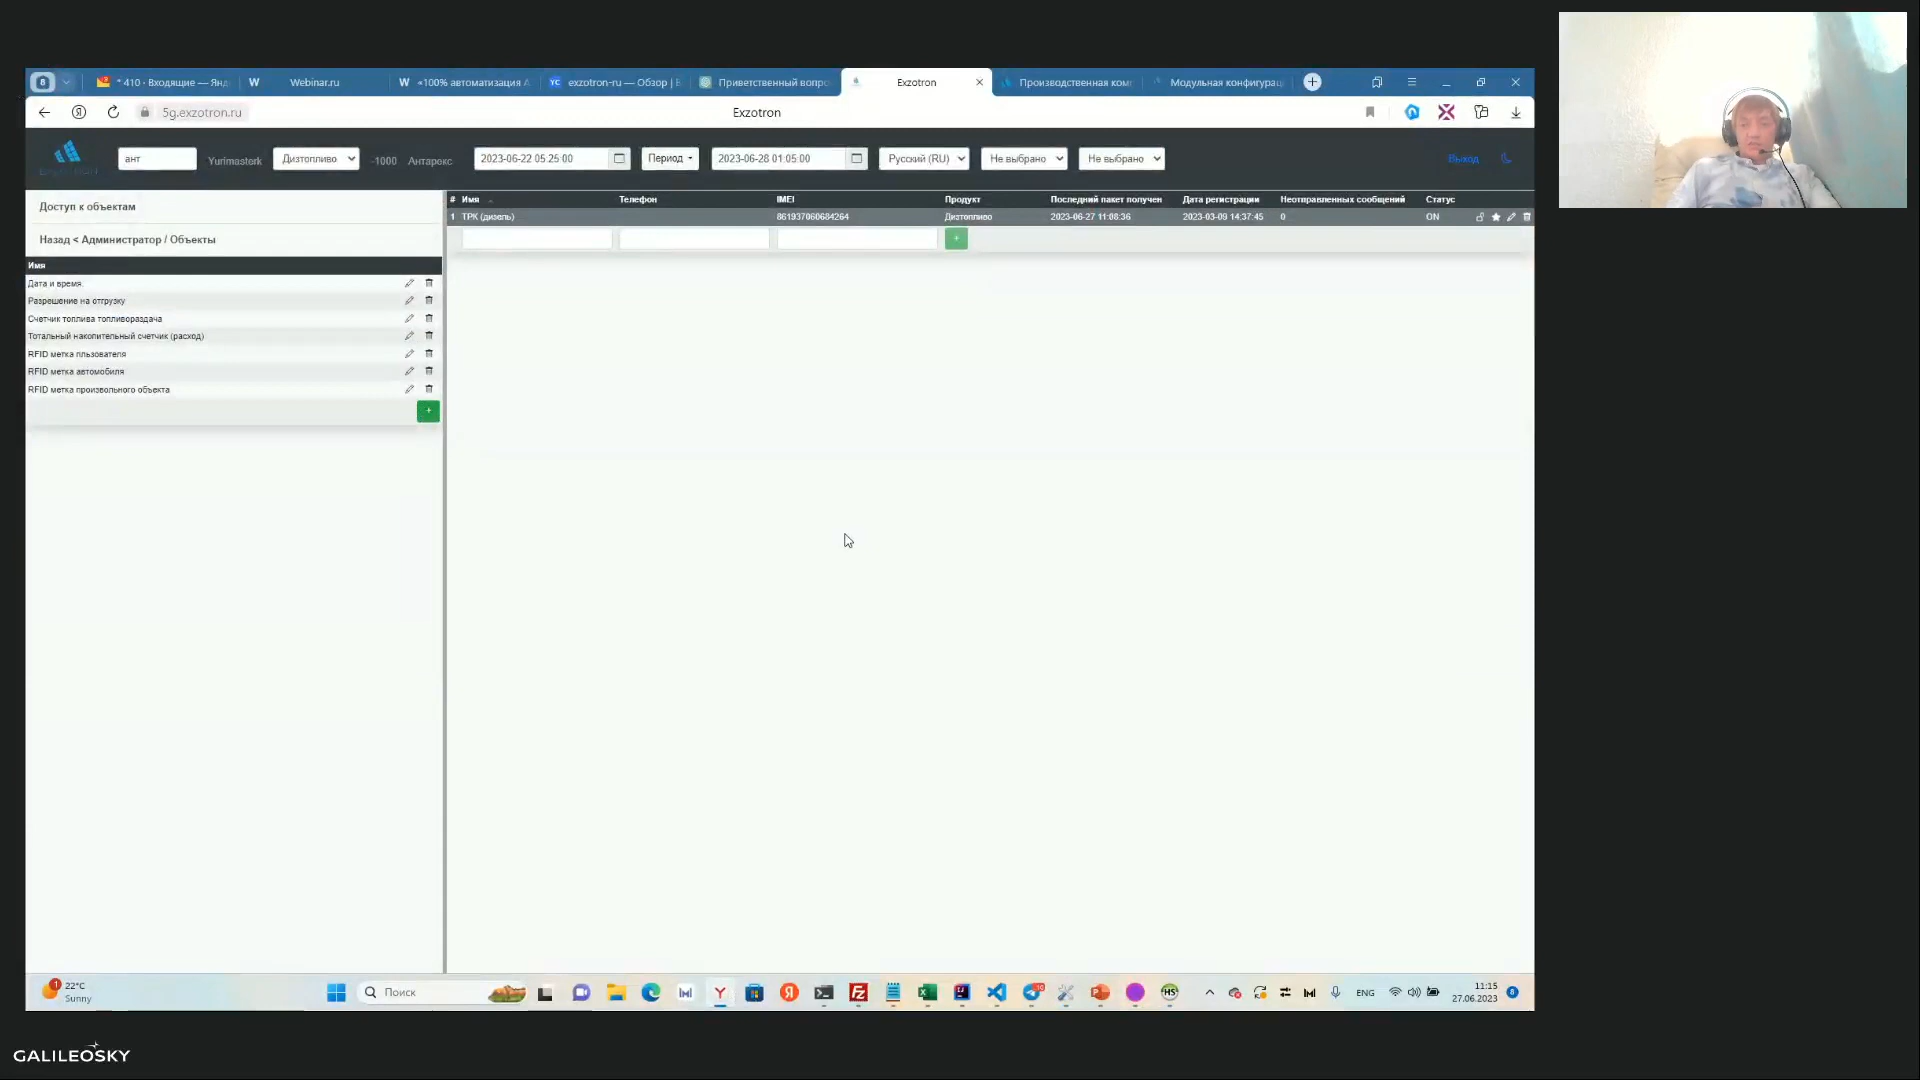 8 * 410 · Входящие — Янд W Webinar.ru W «100% автоматизация А YC exzotron-ru — Обзор | Приветственный вопро Exzotron Производственная ком Модульная конфигурац
5g.exzotron.ru Exzotron
ант Yurimasterk Дизтопливо -1000 Антарокс 2023-06-22 05:25:00 Период 2023-06-28 01:05:00 Русский (RU) Не выбрано Не выбрано Выход
Доступ к объектам
Назад < Администратор / Объекты
Имя
Дата и время.
Разрешение на отгрузку
Счетчик топлива топливораздача
Тотальный накопительный счетчик (расход)
RFID метка пльзователя
RFID метка автомобиля
RFID метка произвольного объекта
+
# Имя Телефон IMEI Продукт Последний пакет получен Дата регистрации Неотправленных сообщений Статус
1 ТРК (дизель) 861937060684264 Дизтопливо 2023-06-27 11:08:36 2023-03-09 14:37:45 0 ON
+
22°C
Sunny
Поиск
ENG
11:15
27.06.2023
GALILEOSKY